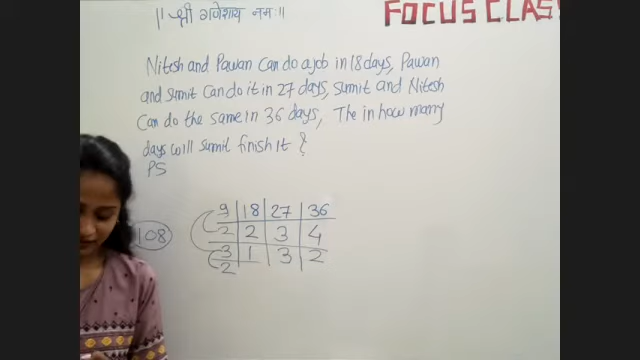 || श्री गणेशाय नमः ||
FOCUS CLAS
Nitesh and Pawan Can do a job in 18 days, Pawan
and sumit Can do it in 27 days, sumit and Nitesh
Can do the same in 36 days, The in how many
days will sumit finish it ?
PS
9 | 18 | 27 | 36
2 | 2 | 3 | 4
3 | 1 | 3 | 2
2
108